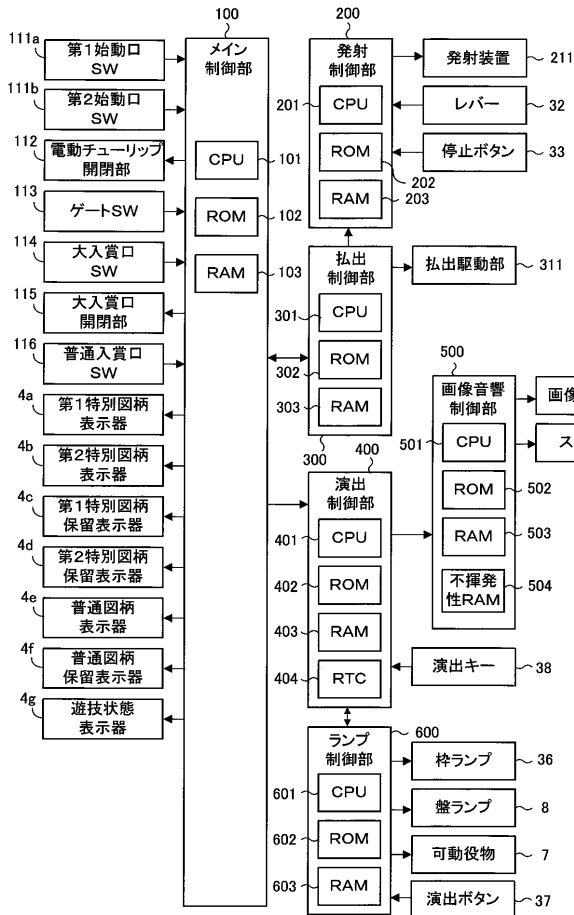 111a
第1始動口
SW
111b
第2始動口
SW
112
電動チューリップ
開閉部
113
ゲートSW
114
大入賞口
SW
115
大入賞口
開閉部
116
普通入賞口
SW
4a
第1特別図柄
表示器
4b
第2特別図柄
表示器
4c
第1特別図柄
保留表示器
4d
第2特別図柄
保留表示器
4e
普通図柄
表示器
4f
普通図柄
保留表示器
4g
遊技状態
表示器
100
メイン
制御部
CPU
101
ROM
102
RAM
103
200
発射
制御部
201
CPU
ROM
202
RAM
203
発射装置
211
レバー
32
停止ボタン
33
払出
制御部
301
CPU
302
ROM
303
RAM
300
払出駆動部
311
400
演出
制御部
401
CPU
402
ROM
403
RAM
404
RTC
500
画像音響
制御部
501
CPU
ROM
502
RAM
503
不揮発
性RAM
504
画像
ス
演出キー
38
600
ランプ
制御部
601
CPU
602
ROM
603
RAM
枠ランプ
36
盤ランプ
8
可動役物
7
演出ボタン
37